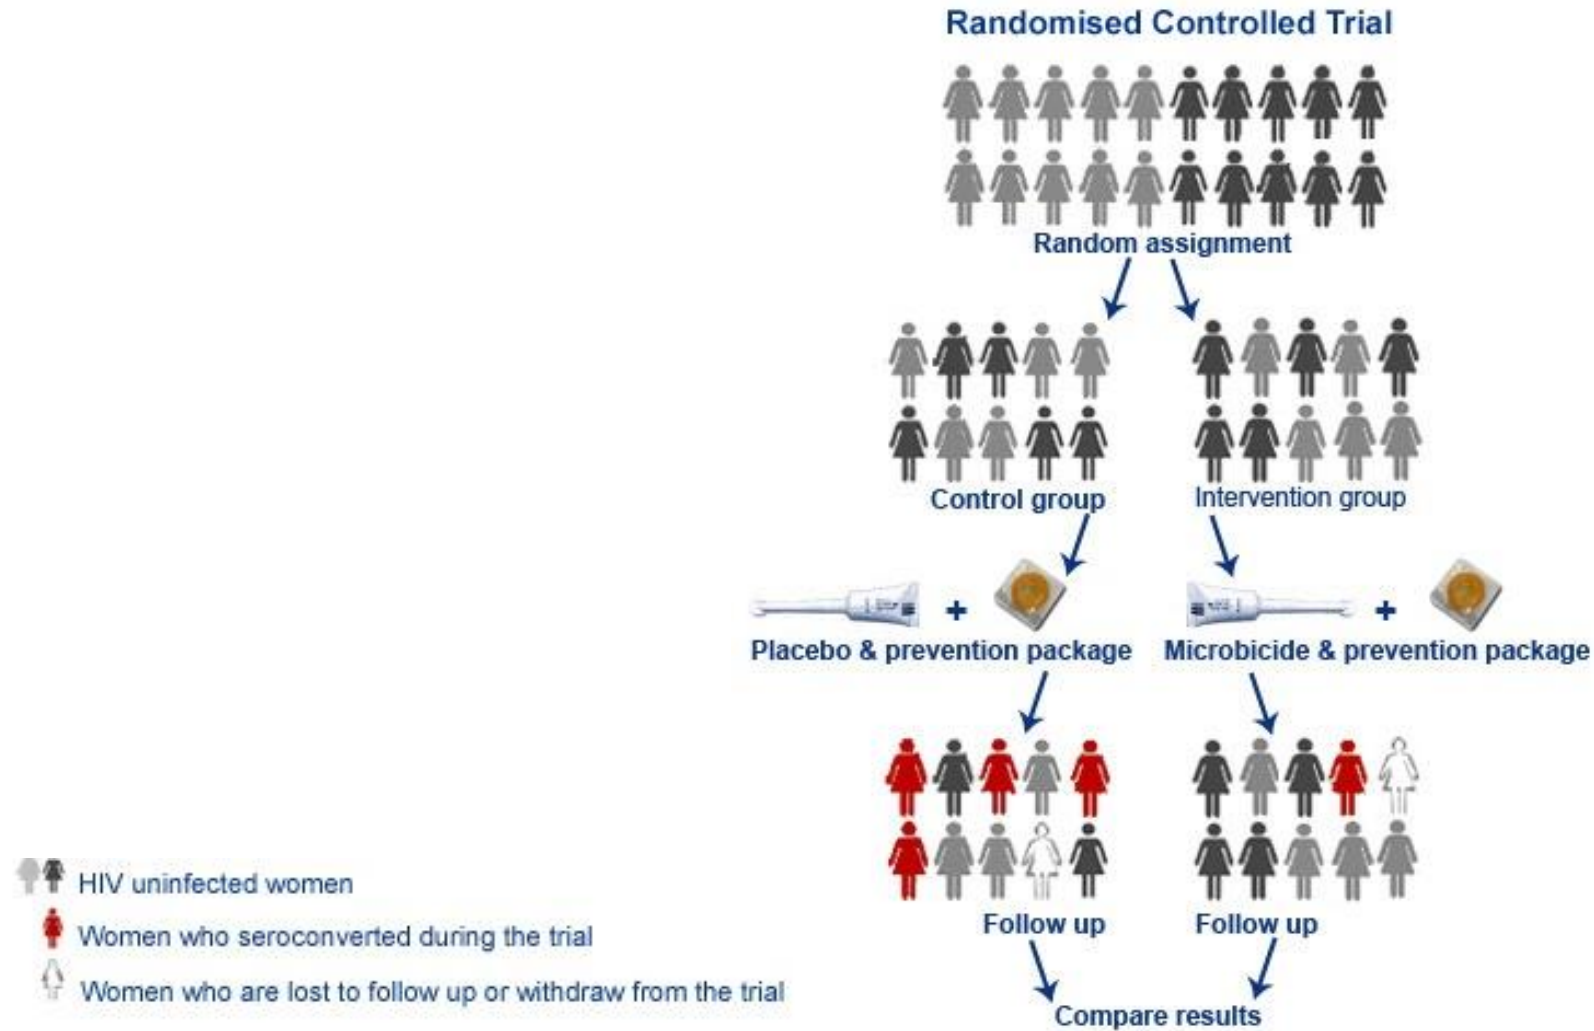 Randomised Controlled Trial
Random assignment
Control group
Intervention group
+
+
Placebo & prevention package
Microbicide & prevention package
Follow up
Follow up
Compare results
HIV uninfected women
Women who seroconverted during the trial
Women who are lost to follow up or withdraw from the trial